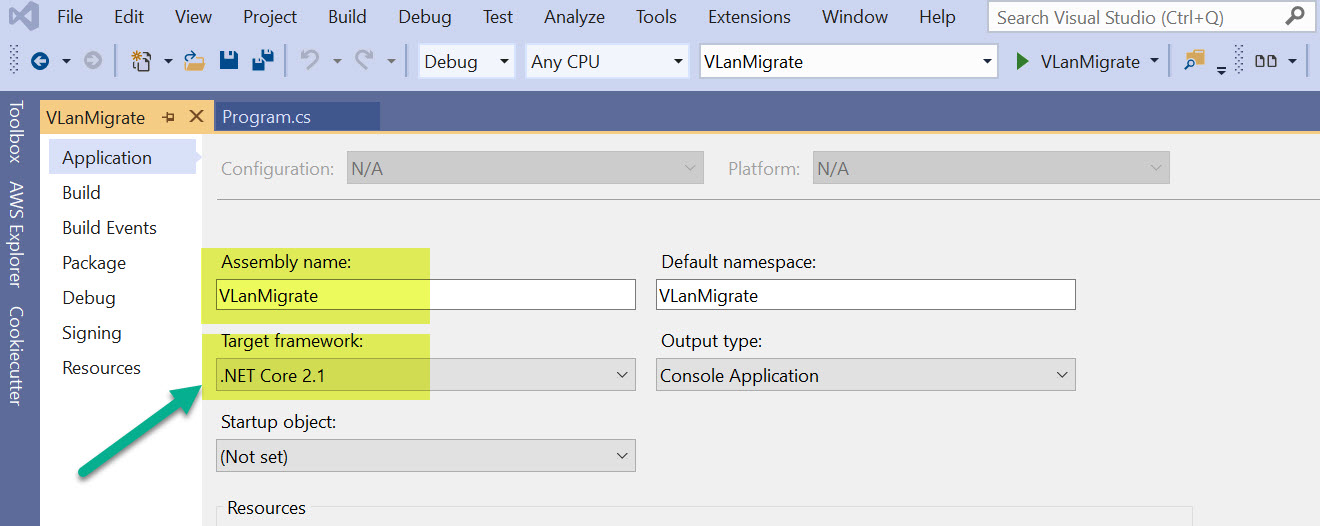 File Edit View Project Build Debug Test Analyze Tools Extensions Window Help Search Visual Studio (Ctrl+Q)
Debug Any CPU VLanMigrate VLanMigrate
VLanMigrate Program.cs
Toolbox
AWS Explorer
Cookiecutter
Application
Build
Build Events
Package
Debug
Signing
Resources
Configuration: N/A Platform: N/A
Assembly name: Default namespace:
VLanMigrate VLanMigrate
Target framework: Output type:
.NET Core 2.1 Console Application
Startup object:
(Not set)
Resources